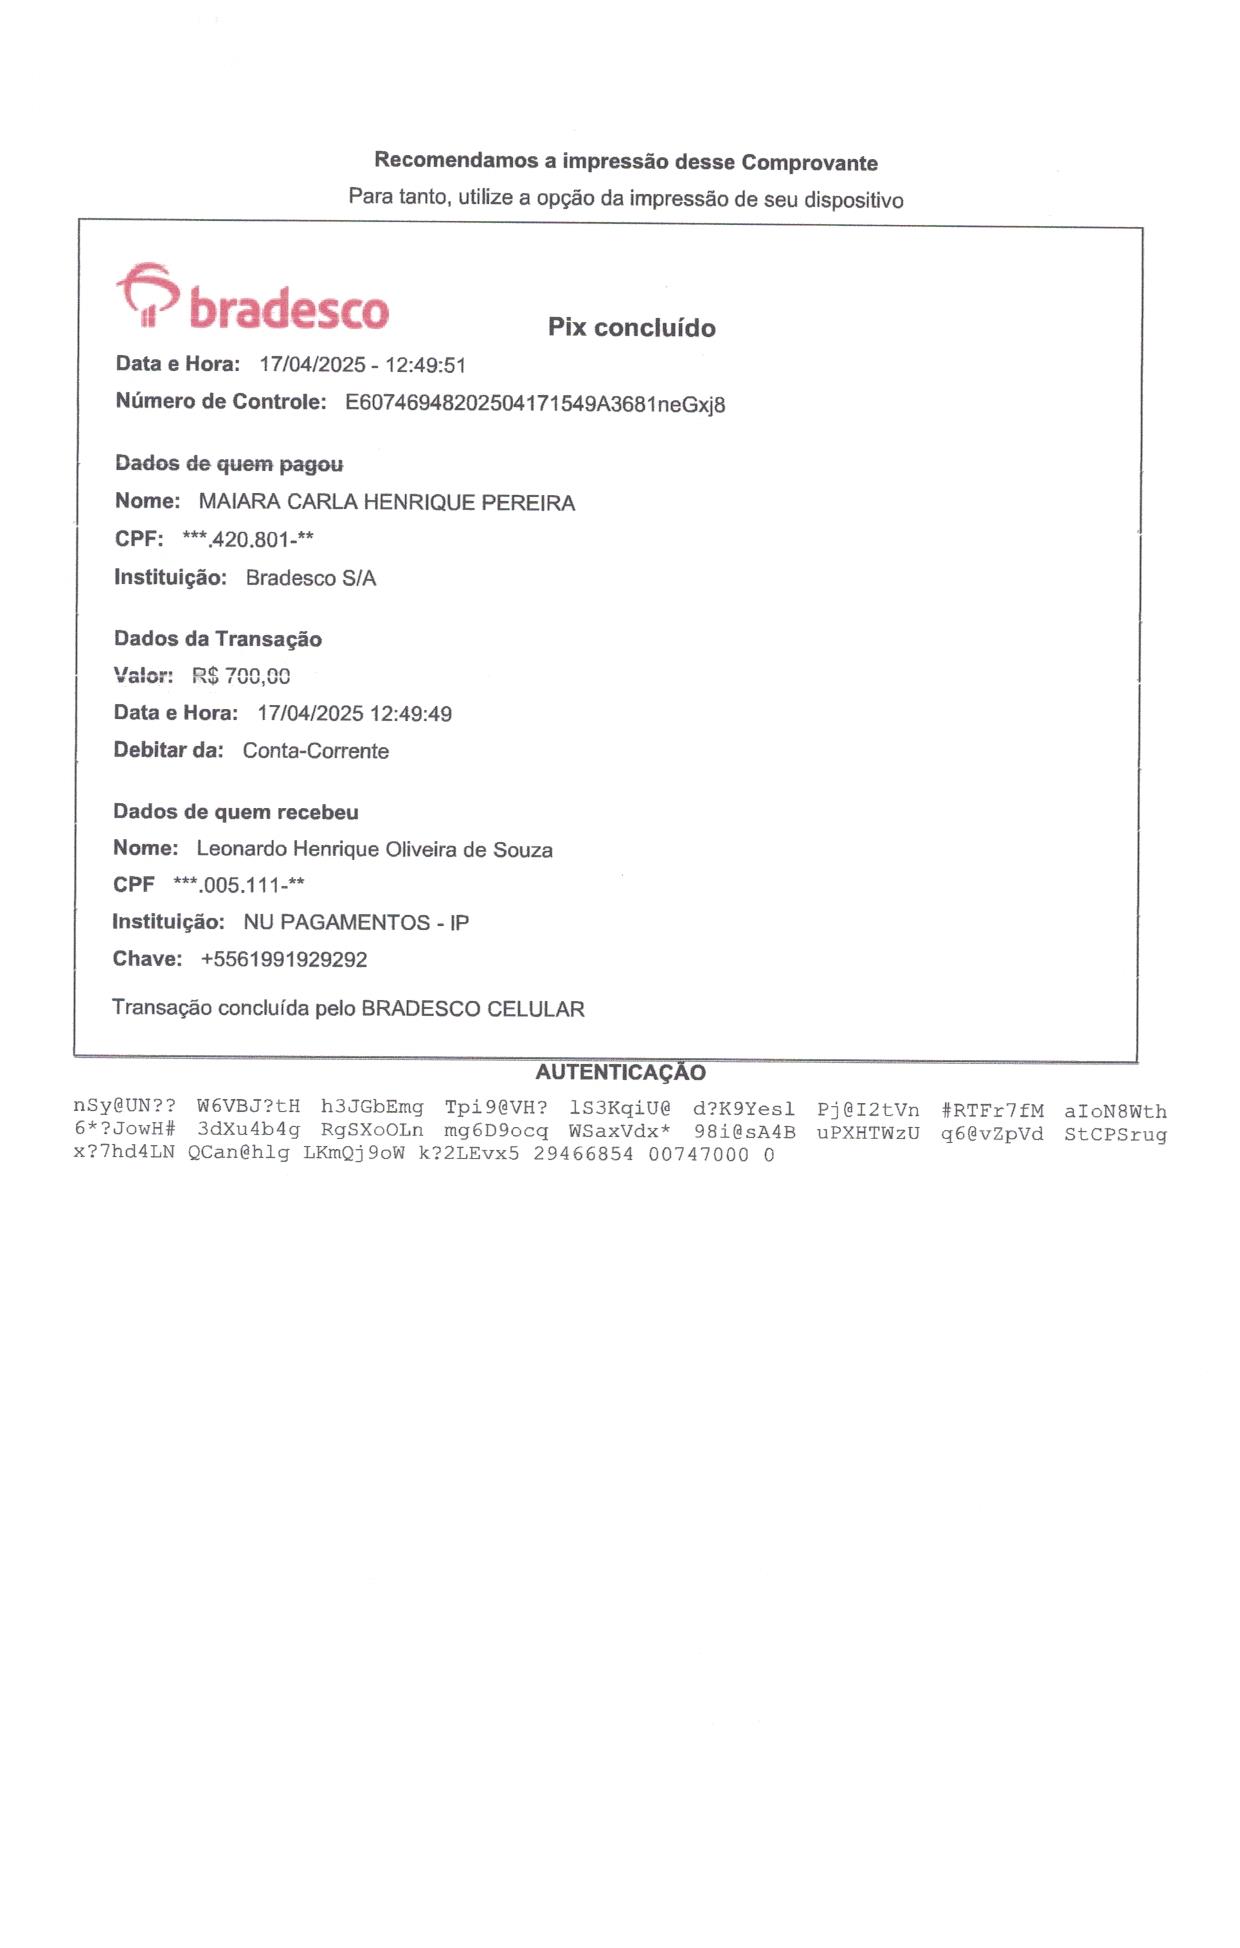 Recomendamos a impressão desse Comprovante
Para tanto, utilize a opção da impressão de seu dispositivo
bradesco
Pix concluído
Data e Hora: 17/04/2025 - 12:49:51
Número de Controle: E60746948202504171549A3681neGxj8
Dados de quem pagou
Nome: MAIARA CARLA HENRIQUE PEREIRA
CPF: ***.420.801-**
Instituição: Bradesco S/A
Dados da Transação
Valor: R$ 700,00
Data e Hora: 17/04/2025 12:49:49
Debitar da: Conta-Corrente
Dados de quem recebeu
Nome: Leonardo Henrique Oliveira de Souza
CPF ***.005.111-**
Instituição: NU PAGAMENTOS - IP
Chave: +5561991929292
Transação concluída pelo BRADESCO CELULAR
AUTENTICAÇÃO
nSy@UN?? W6VBJ?tH h3JGbEmg Tpi9@VH? lS3KqiU@ d?K9Yesl Pj@I2tVn #RTFr7fM aIoN8Wth
6*?JowH# 3dXu4b4g RgSXoOLn mg6D9ocq WSaxVdx* 98i@sA4B uPXHTWzU q6@vZpVd StCPSrug
x?7hd4LN QCan@hlg LKmQj9oW k?2LEvx5 29466854 00747000 0